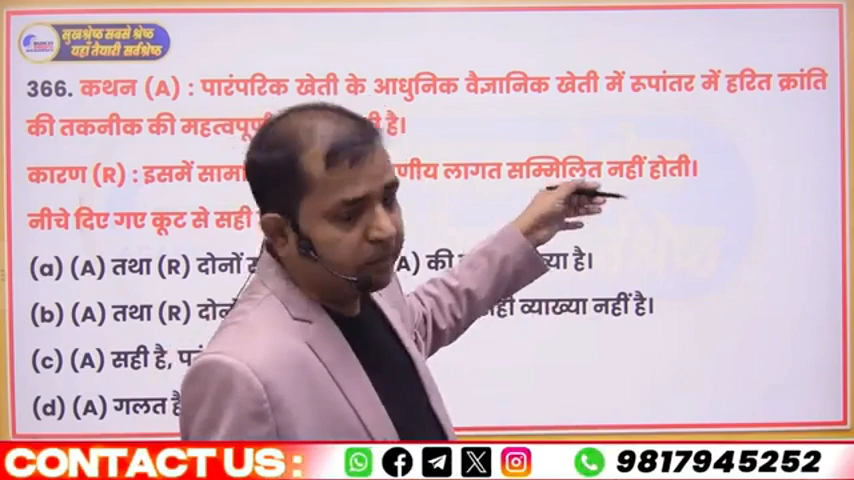 सुखश्रेष्ठ सबसे श्रेष्ठ
यहाँ तैयारी सर्वश्रेष्ठ
366. कथन (A) : पारंपरिक खेती के आधुनिक वैज्ञानिक खेती में रूपांतर में हरित क्रांति
की तकनीक की महत्वपूर्ण है।
कारण (R) : इसमें लागत सम्मिलित नहीं होती।
नीचे दिए गए कूट से सही
(a) (A) तथा (R) दोनों (A) की है।
(b) (A) तथा (R) व्याख्या नहीं है।
(c) (A) सही है,
(d) (A) गलत
CONTACT US : 9817945252